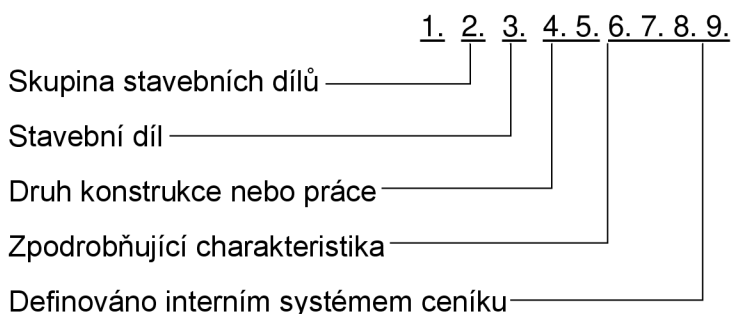 1. 2. 3. 4. 5. 6. 7. 8. 9.
Skupina stavebních dílů
Stavební díl
Druh konstrukce nebo práce
Zpodrobňující charakteristika
Definováno interním systémem ceníku